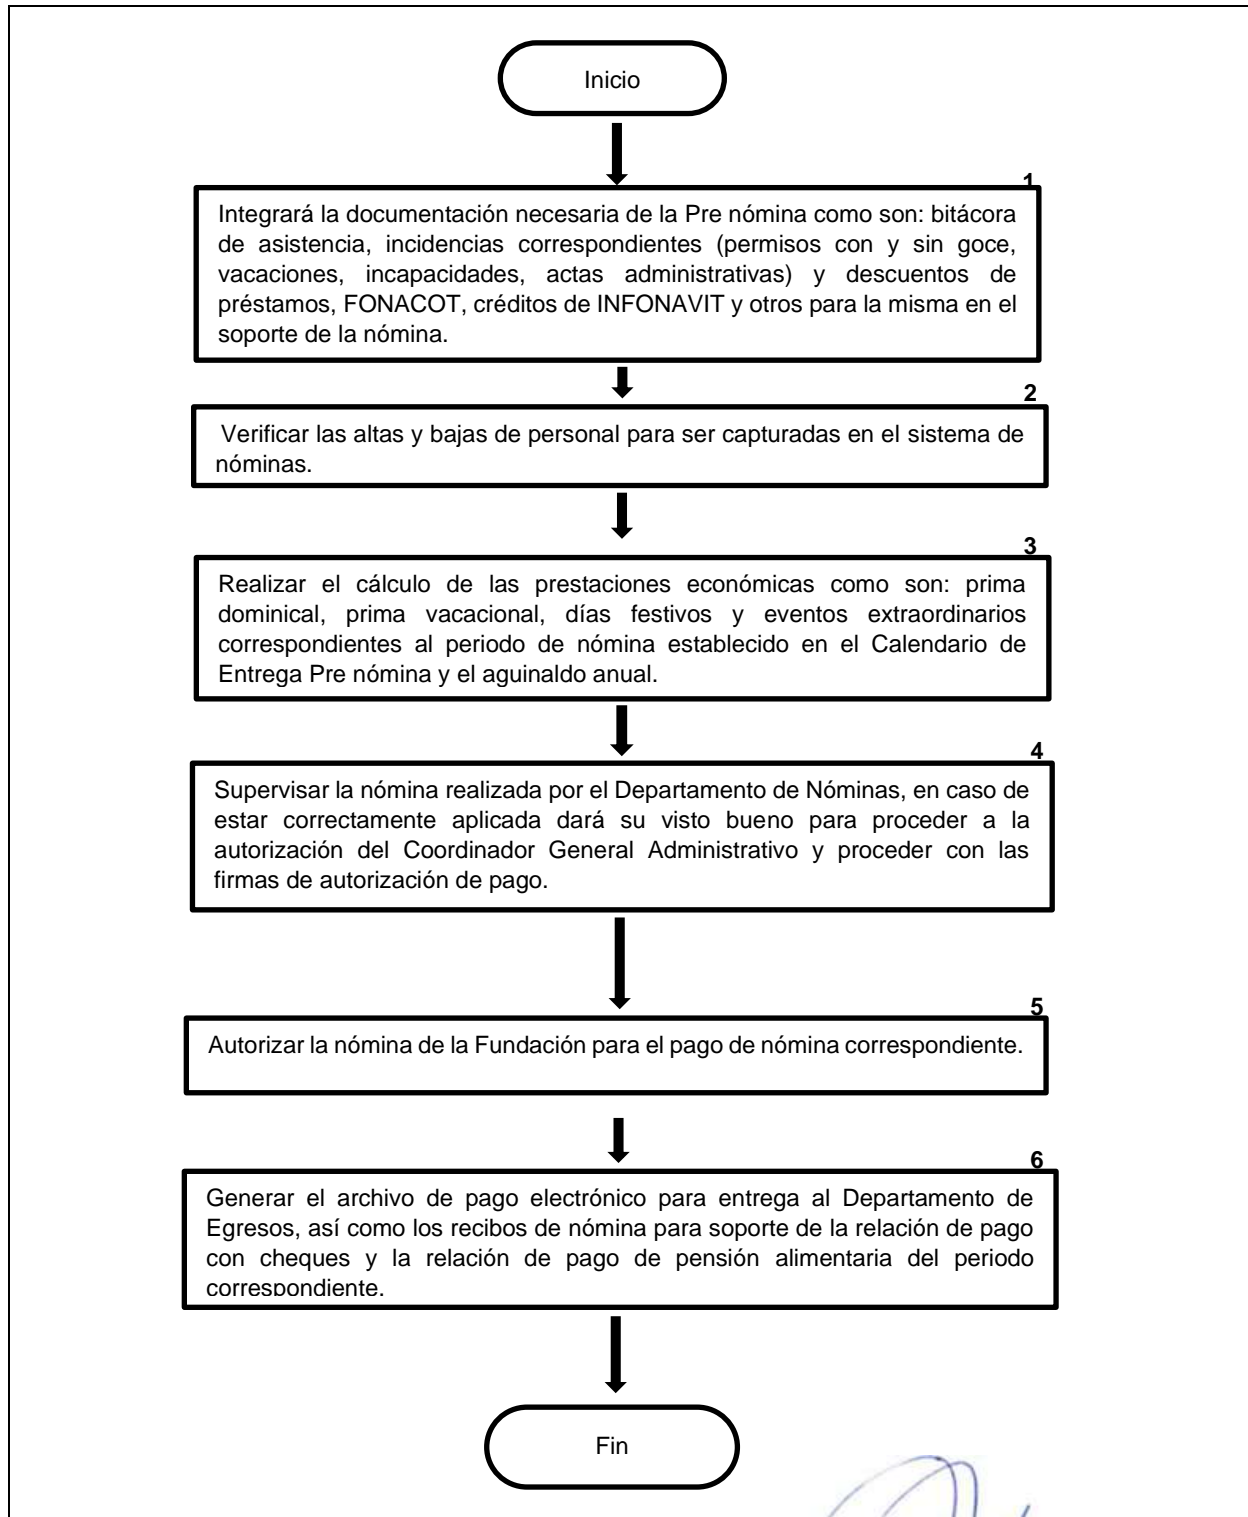 Inicio
1
Integrará la documentación necesaria de la Pre nómina como son: bitácora
de asistencia, incidencias correspondientes (permisos con y sin goce,
vacaciones, incapacidades, actas administrativas) y descuentos de
préstamos, FONACOT, créditos de INFONAVIT y otros para la misma en el
soporte de la nómina.
2
Verificar las altas y bajas de personal para ser capturadas en el sistema de
nóminas.
3
Realizar el cálculo de las prestaciones económicas como son: prima
dominical, prima vacacional, días festivos y eventos extraordinarios
correspondientes al periodo de nómina establecido en el Calendario de
Entrega Pre nómina y el aguinaldo anual.
4
Supervisar la nómina realizada por el Departamento de Nóminas, en caso de
estar correctamente aplicada dará su visto bueno para proceder a la
autorización del Coordinador General Administrativo y proceder con las
firmas de autorización de pago.
5
Autorizar la nómina de la Fundación para el pago de nómina correspondiente.
6
Generar el archivo de pago electrónico para entrega al Departamento de
Egresos, así como los recibos de nómina para soporte de la relación de pago
con cheques y la relación de pago de pensión alimentaria del periodo
correspondiente.
Fin